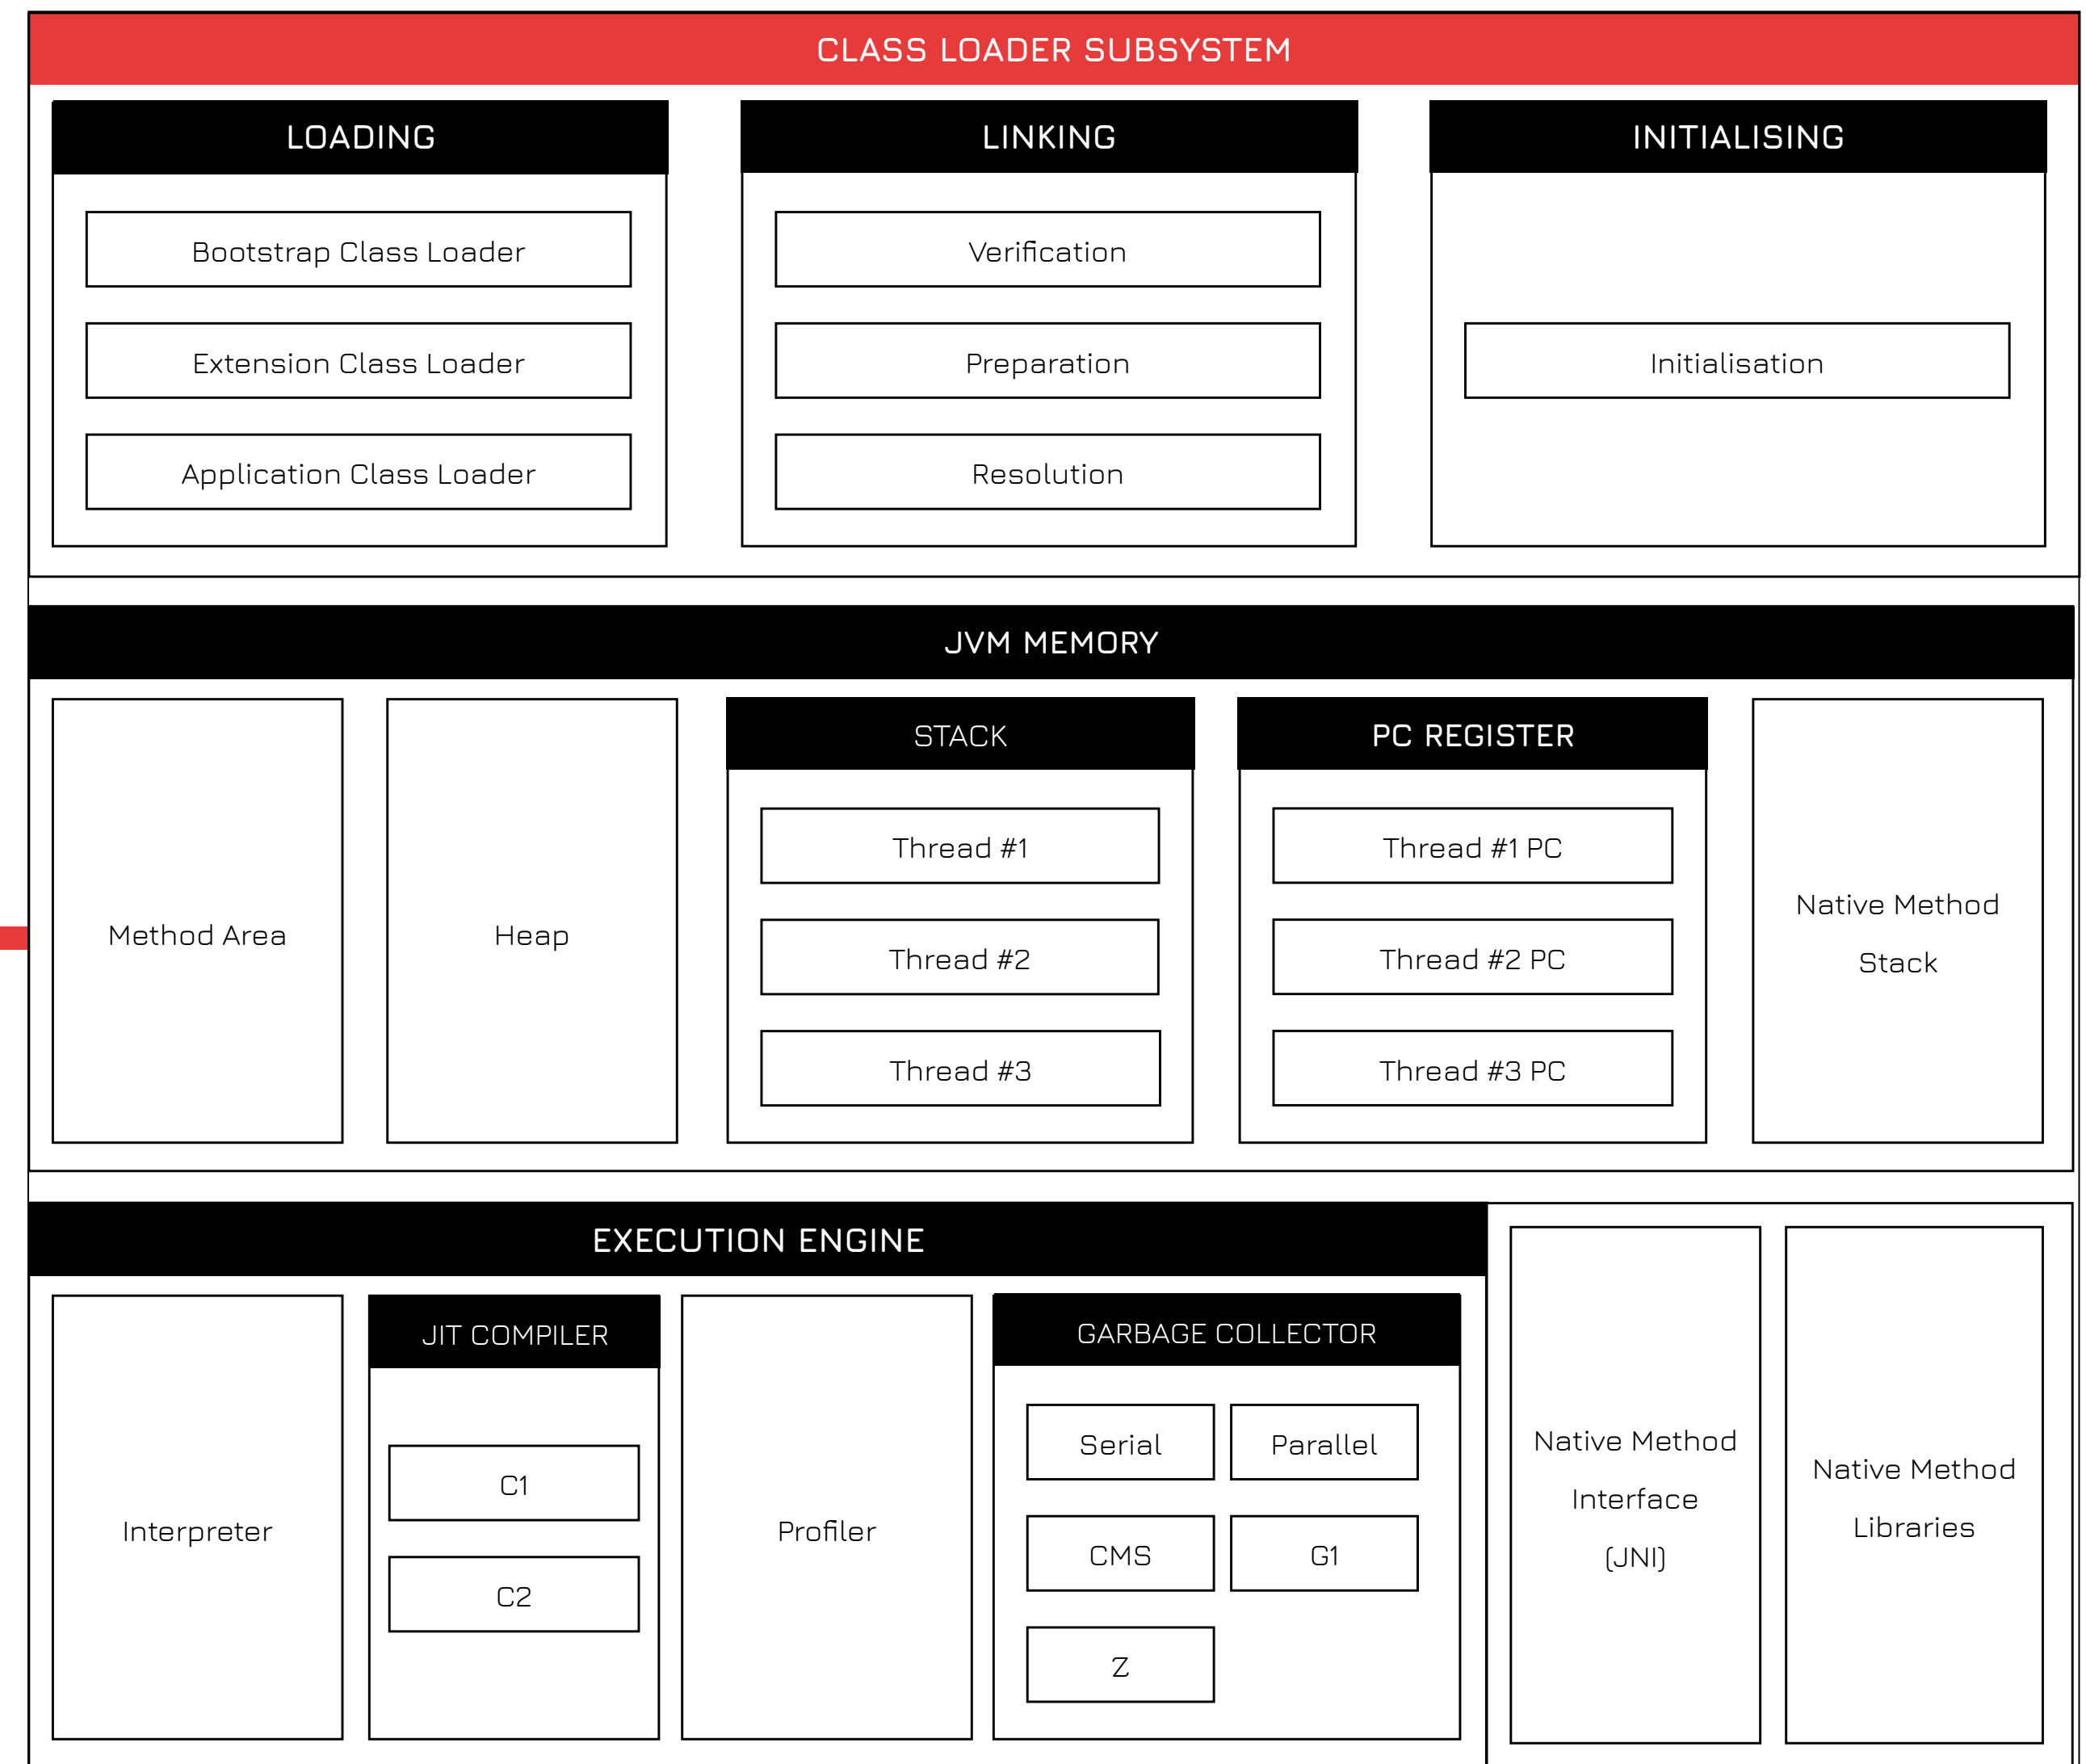 CLASS LOADER SUBSYSTEM
LOADING
Bootstrap Class Loader
Extension Class Loader
Application Class Loader
LINKING
Verification
Preparation
Resolution
INITIALISING
Initialisation
JVM MEMORY
Method Area
Heap
STACK
Thread #1
Thread #2
Thread #3
PC REGISTER
Thread #1 PC
Thread #2 PC
Thread #3 PC
Native Method
Stack
EXECUTION ENGINE
Interpreter
JIT COMPILER
C1
C2
Profiler
GARBAGE COLLECTOR
Serial
Parallel
CMS
G1
Z
Native Method
Interface
(JNI)
Native Method
Libraries